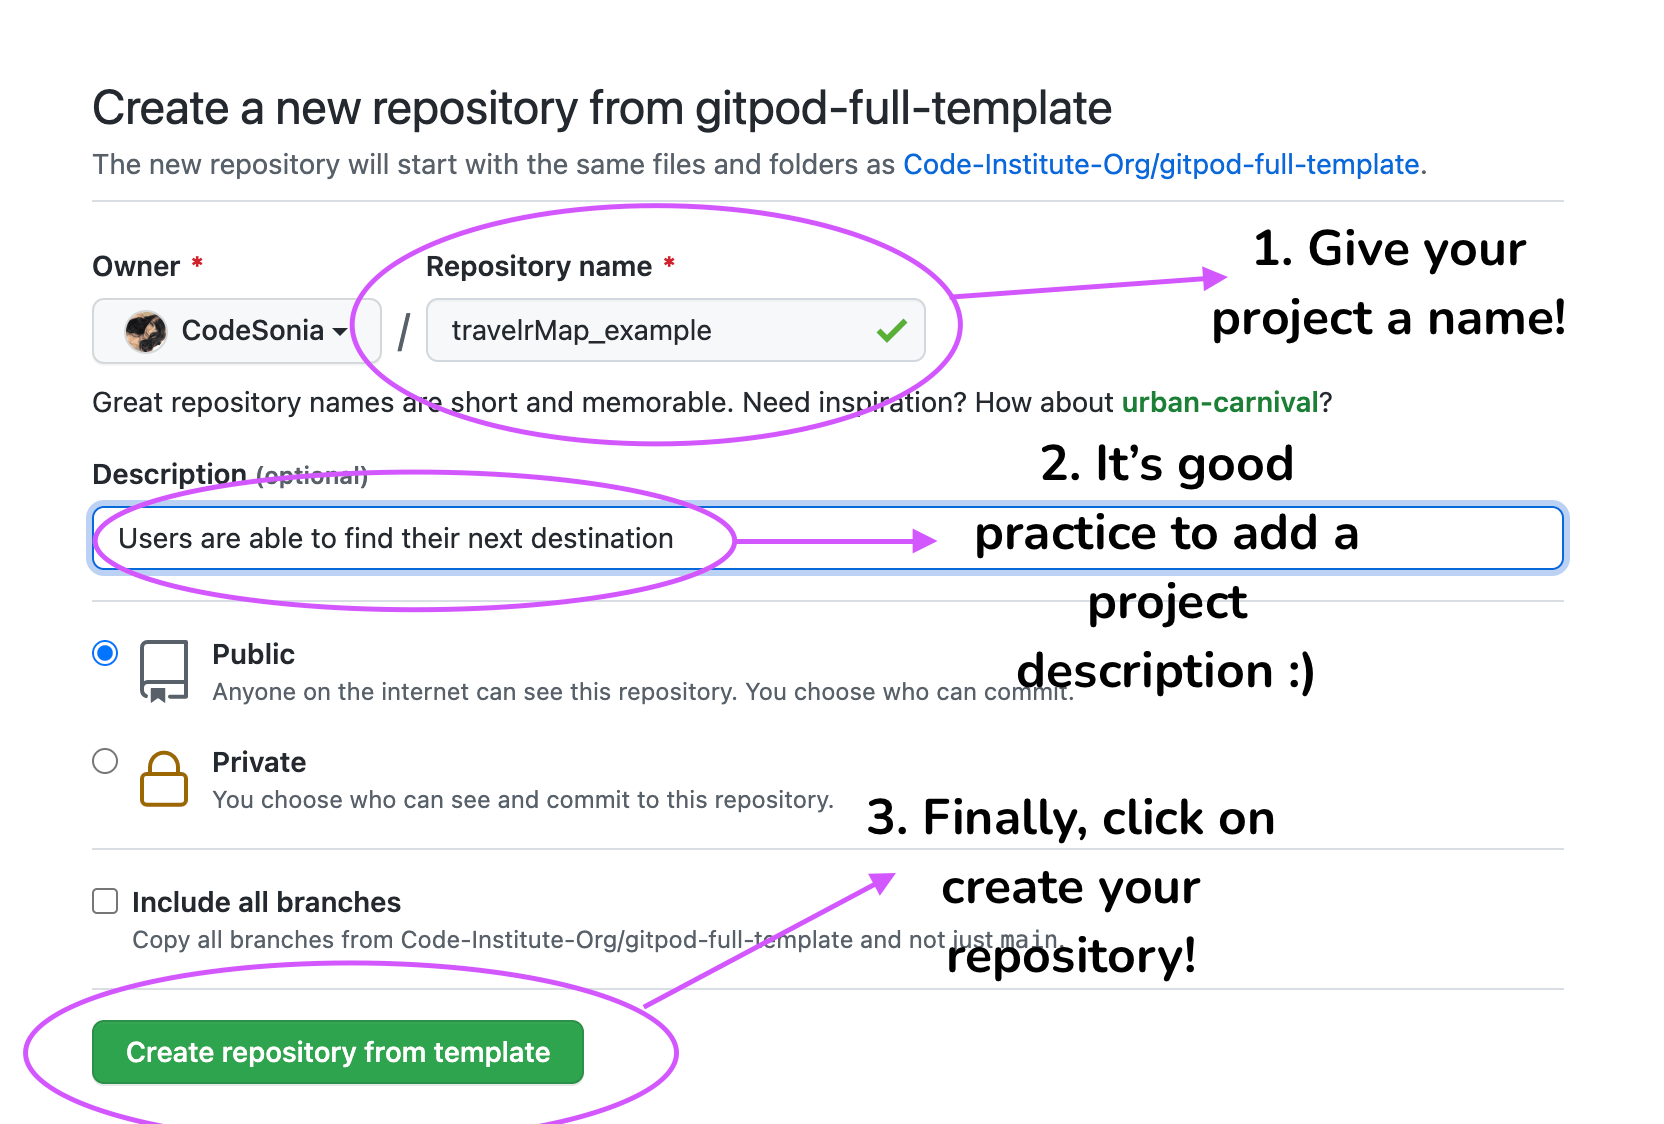 Create a new repository from gitpod-full-template
The new repository will start with the same files and folders as Code-Institute-Org/gitpod-full-template.
Owner * Repository name *
CodeSonia / travelrMap_example
1. Give your
project a name!
Great repository names are short and memorable. Need inspiration? How about urban-carnival?
Description (optional)
Users are able to find their next destination
2. It's good
practice to add a
project
description :)
Public
Anyone on the internet can see this repository. You choose who can commit.
Private
You choose who can see and commit to this repository.
3. Finally, click on
create your
repository!
Include all branches
Copy all branches from Code-Institute-Org/gitpod-full-template and not just main.
Create repository from template